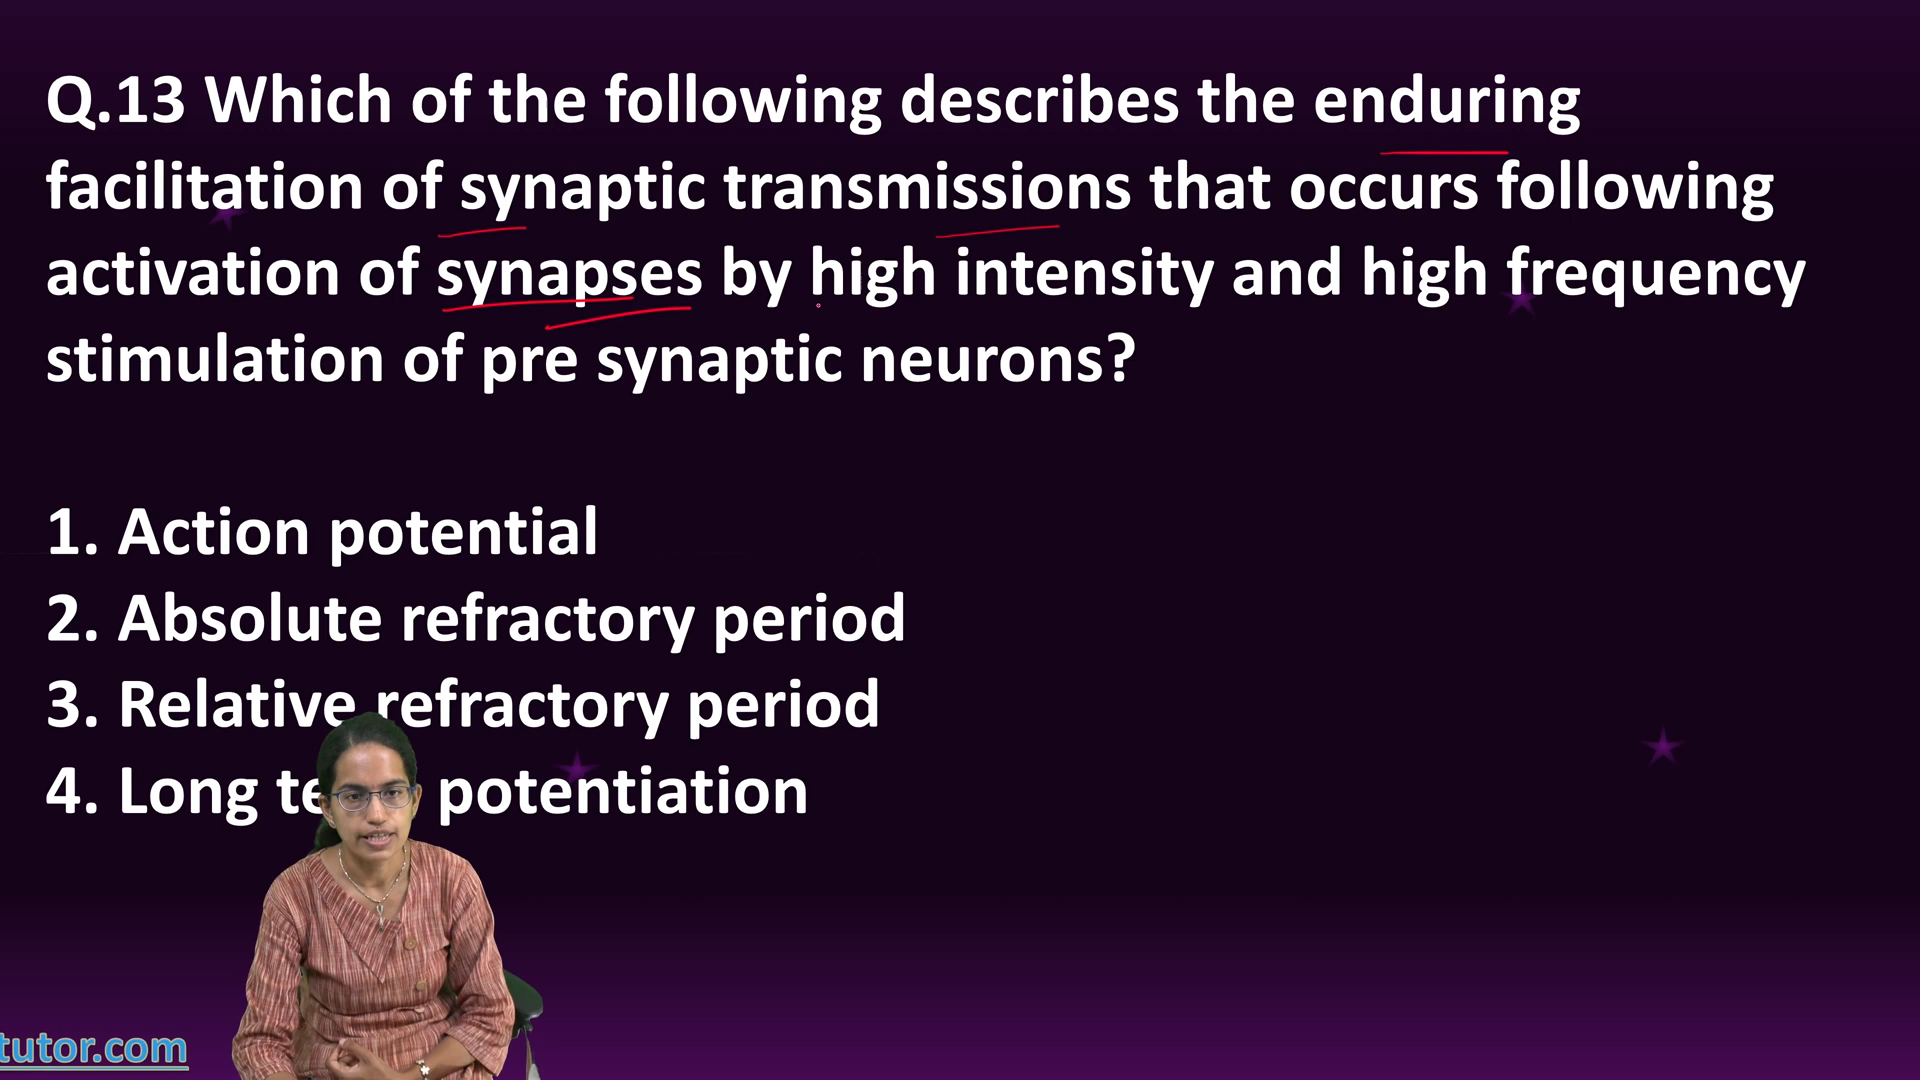 Q.13 Which of the following describes the enduring
facilitation of synaptic transmissions that occurs following
activation of synapses by high intensity and high frequency
stimulation of pre synaptic neurons?
1. Action potential
2. Absolute refractory period
3. Relative refractory period
4. Long potentiation
tutor.com